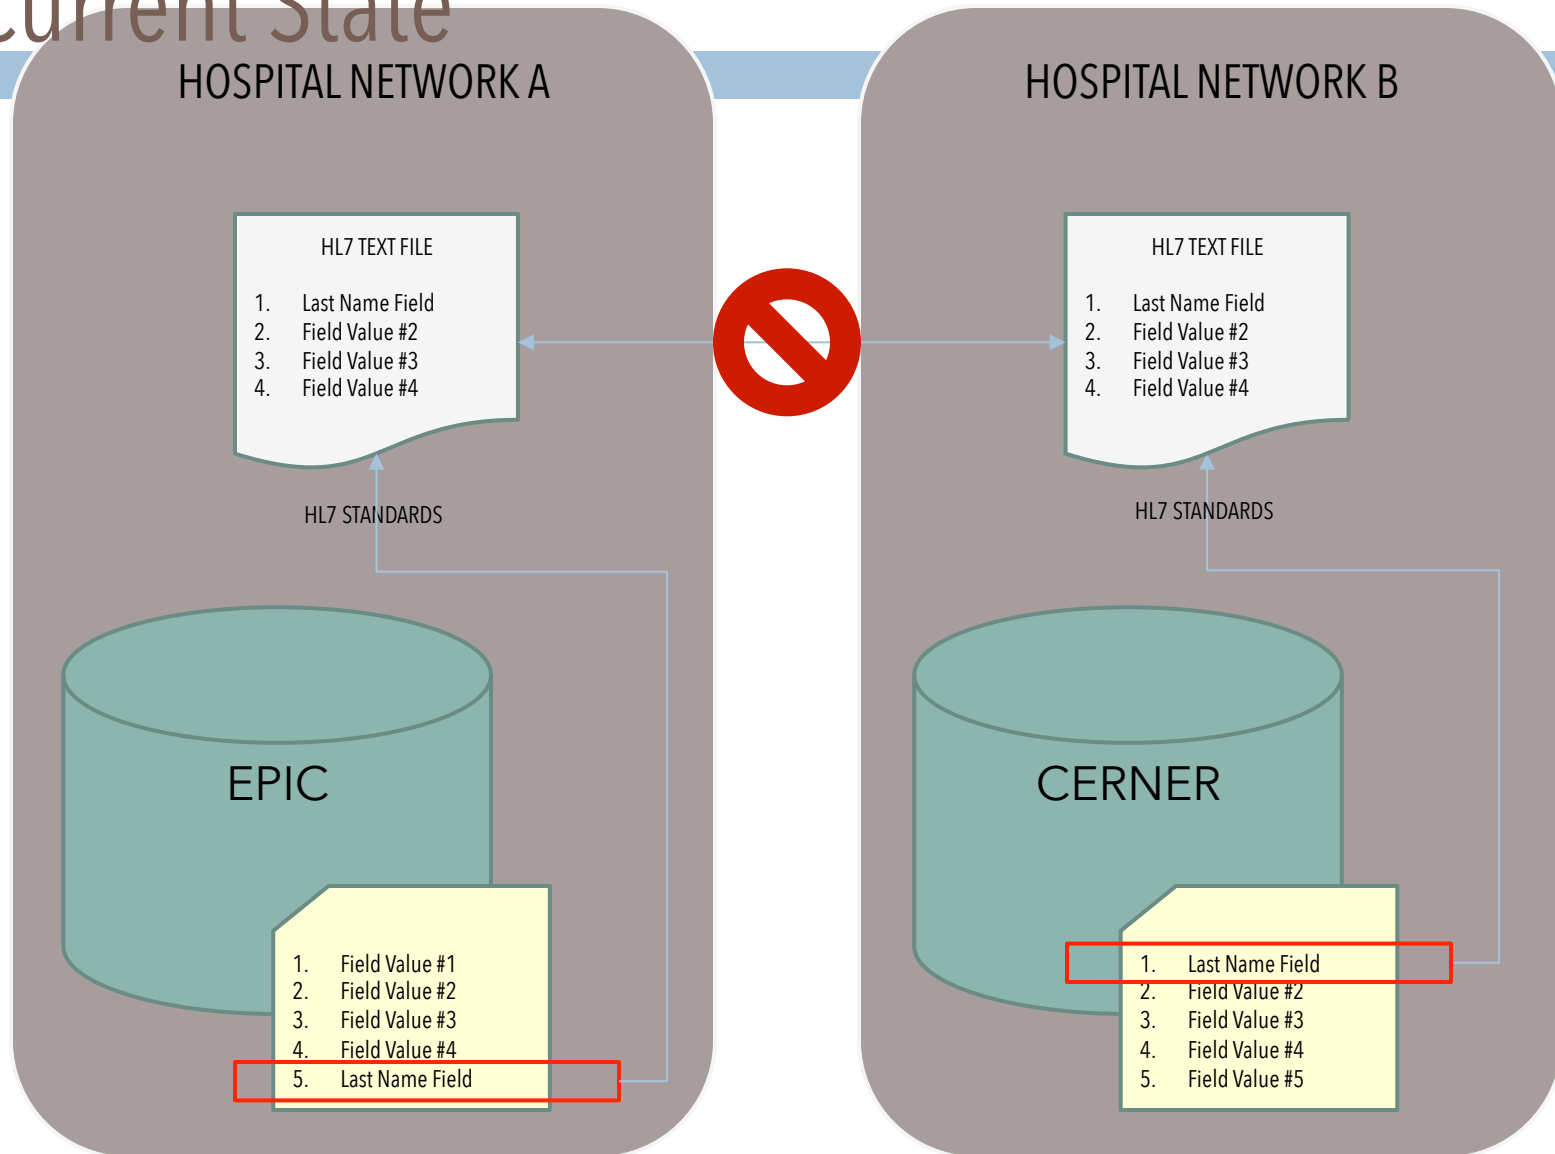 Current State
HOSPITAL NETWORK A
HL7 TEXT FILE
1. Last Name Field
2. Field Value #2
3. Field Value #3
4. Field Value #4
HL7 STANDARDS
EPIC
1. Field Value #1
2. Field Value #2
3. Field Value #3
4. Field Value #4
5. Last Name Field
HOSPITAL NETWORK B
HL7 TEXT FILE
1. Last Name Field
2. Field Value #2
3. Field Value #3
4. Field Value #4
HL7 STANDARDS
CERNER
1. Last Name Field
2. Field Value #2
3. Field Value #3
4. Field Value #4
5. Field Value #5